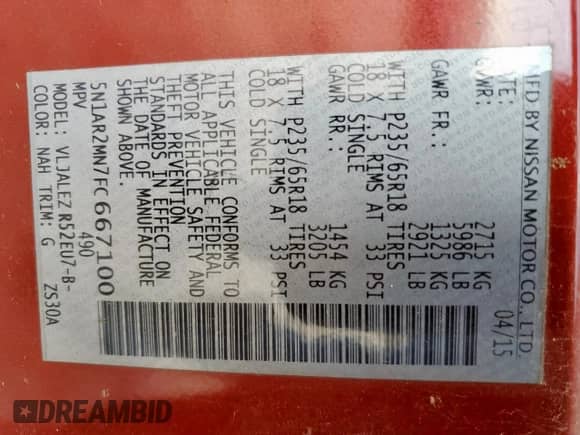 MFD BY NISSAN MOTOR CO., LTD.
DATE: 04/15
GVWR: 2715 KG
5986 LB
GAWR FR.: 1325 KG
2921 LB
WITH P235/65R18 TIRES
18 X 7.5 RIMS AT 33 PSI
COLD SINGLE
GAWR RR.: 1454 KG
3205 LB
WITH P235/65R18 TIRES
18 X 7.5 RIMS AT 33 PSI
COLD SINGLE
THIS VEHICLE CONFORMS TO
ALL APPLICABLE FEDERAL
MOTOR VEHICLE SAFETY AND
THEFT PREVENTION
STANDARDS IN EFFECT ON
THE DATE OF MANUFACTURE
SHOWN ABOVE.
5N1AR2MN7FC667100
MPV 490
MODEL: VLJALEZ R52EU7-B-
ZS30A
COLOR: NAH TRIM: G
DREAMBID